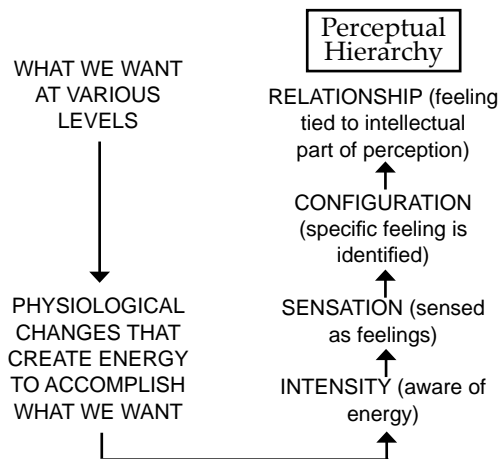 Perceptual
Hierarchy
WHAT WE WANT
AT VARIOUS
LEVELS
PHYSIOLOGICAL
CHANGES THAT
CREATE ENERGY
TO ACCOMPLISH
WHAT WE WANT
RELATIONSHIP (feeling
tied to intellectual
part of perception)
CONFIGURATION
(specific feeling is
identified)
SENSATION (sensed
as feelings)
INTENSITY (aware of
energy)